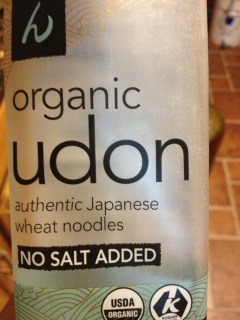 organic
udon
authentic Japanese
wheat noodles
NO SALT ADDED
USDA
ORGANIC
K